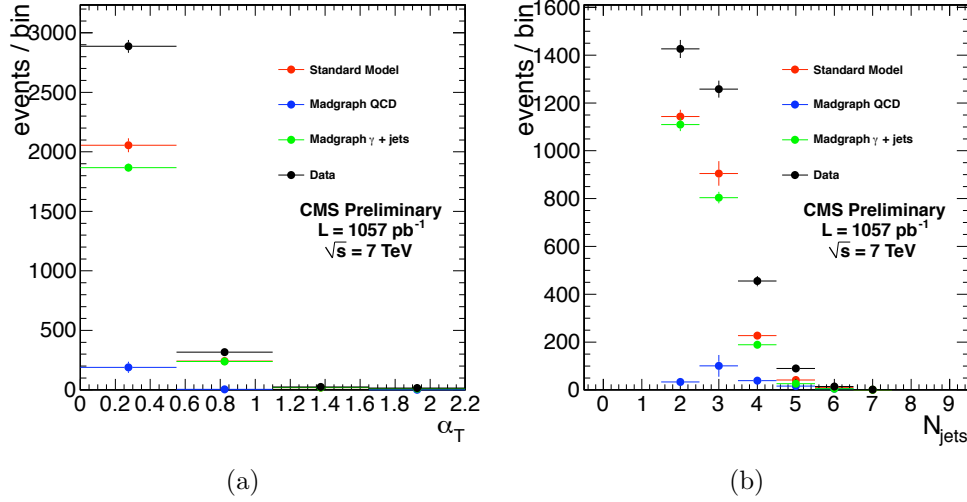 events / bin
3000
2500
2000
1500
1000
500
0
0 0.2 0.4 0.6 0.8 1 1.2 1.4 1.6 1.8 2 2.2
α_T
Standard Model
Madgraph QCD
Madgraph γ + jets
Data
CMS Preliminary
L = 1057 pb⁻¹
√s = 7 TeV
(a)
events / bin
1600
1400
1200
1000
800
600
400
200
0
0 1 2 3 4 5 6 7 8 9
N_jets
Standard Model
Madgraph QCD
Madgraph γ + jets
Data
CMS Preliminary
L = 1057 pb⁻¹
√s = 7 TeV
(b)